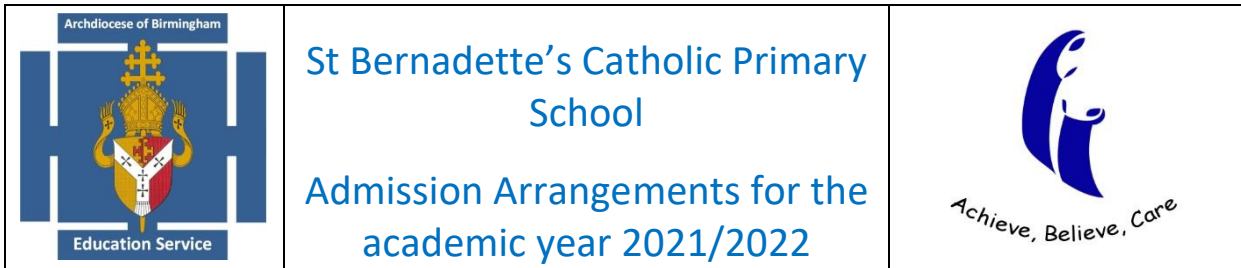 Archdiocese of Birmingham
Education Service
St Bernadette’s Catholic Primary
School
Admission Arrangements for the
academic year 2021/2022
Achieve, Believe, Care